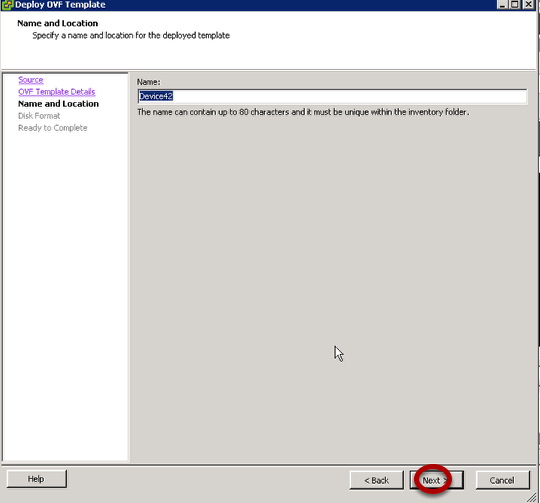 Deploy OVF Template
Name and Location
Specify a name and location for the deployed template
Source
OVF Template Details
Name and Location
Disk Format
Ready to Complete
Name:
Device42
The name can contain up to 80 characters and it must be unique within the inventory folder.
Help
< Back
Next >
Cancel